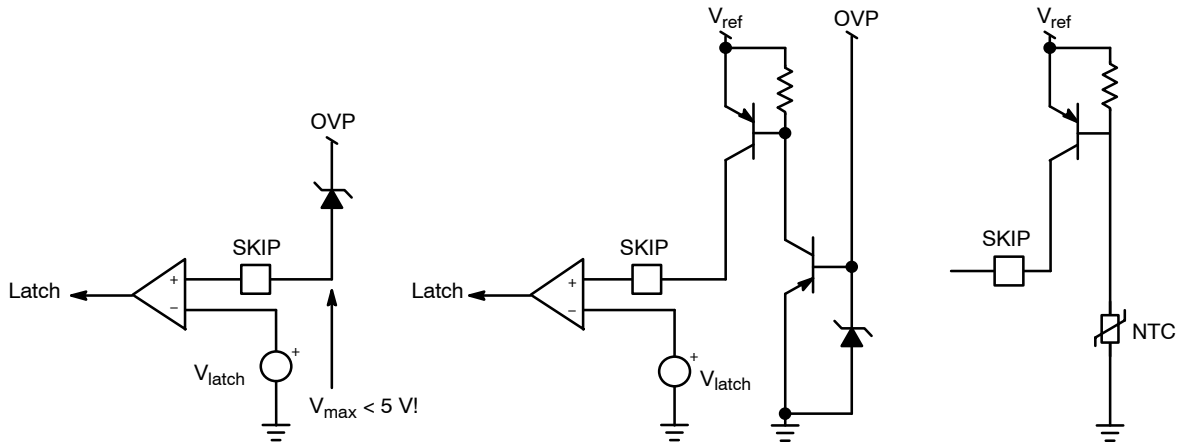 OVP
SKIP
+
−
Latch
+
V_latch
V_max < 5 V!
V_ref
OVP
SKIP
+
−
Latch
+
V_latch
V_ref
SKIP
NTC